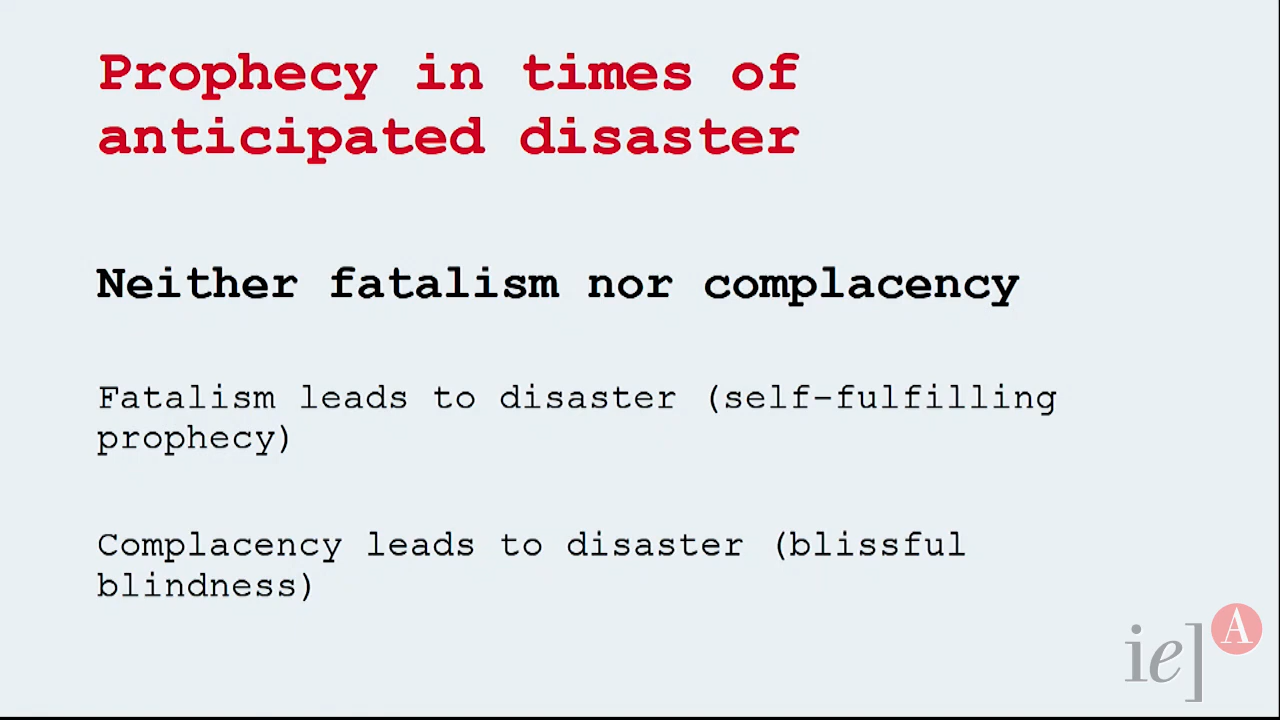 Prophecy in times of
anticipated disaster
Neither fatalism nor complacency
Fatalism leads to disaster (self-fulfilling
prophecy)
Complacency leads to disaster (blissful
blindness)
ie] A